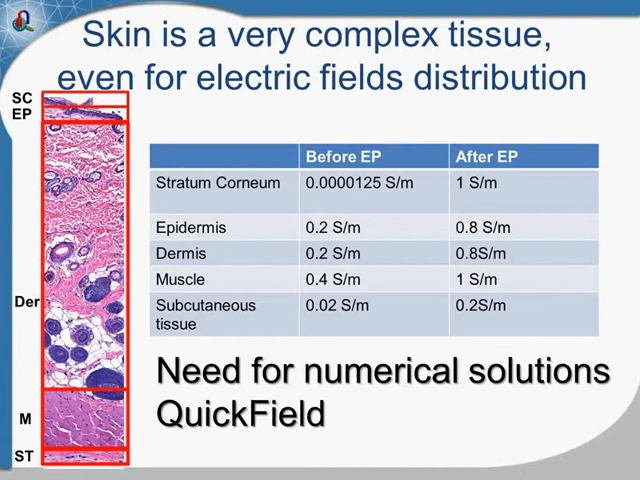 Skin is a very complex tissue,
even for electric fields distribution
SC
EP
Der
M
ST
Before EP After EP
Stratum Corneum 0.0000125 S/m 1 S/m
Epidermis 0.2 S/m 0.8 S/m
Dermis 0.2 S/m 0.8S/m
Muscle 0.4 S/m 1 S/m
Subcutaneous 0.02 S/m 0.2S/m
tissue
Need for numerical solutions
QuickField